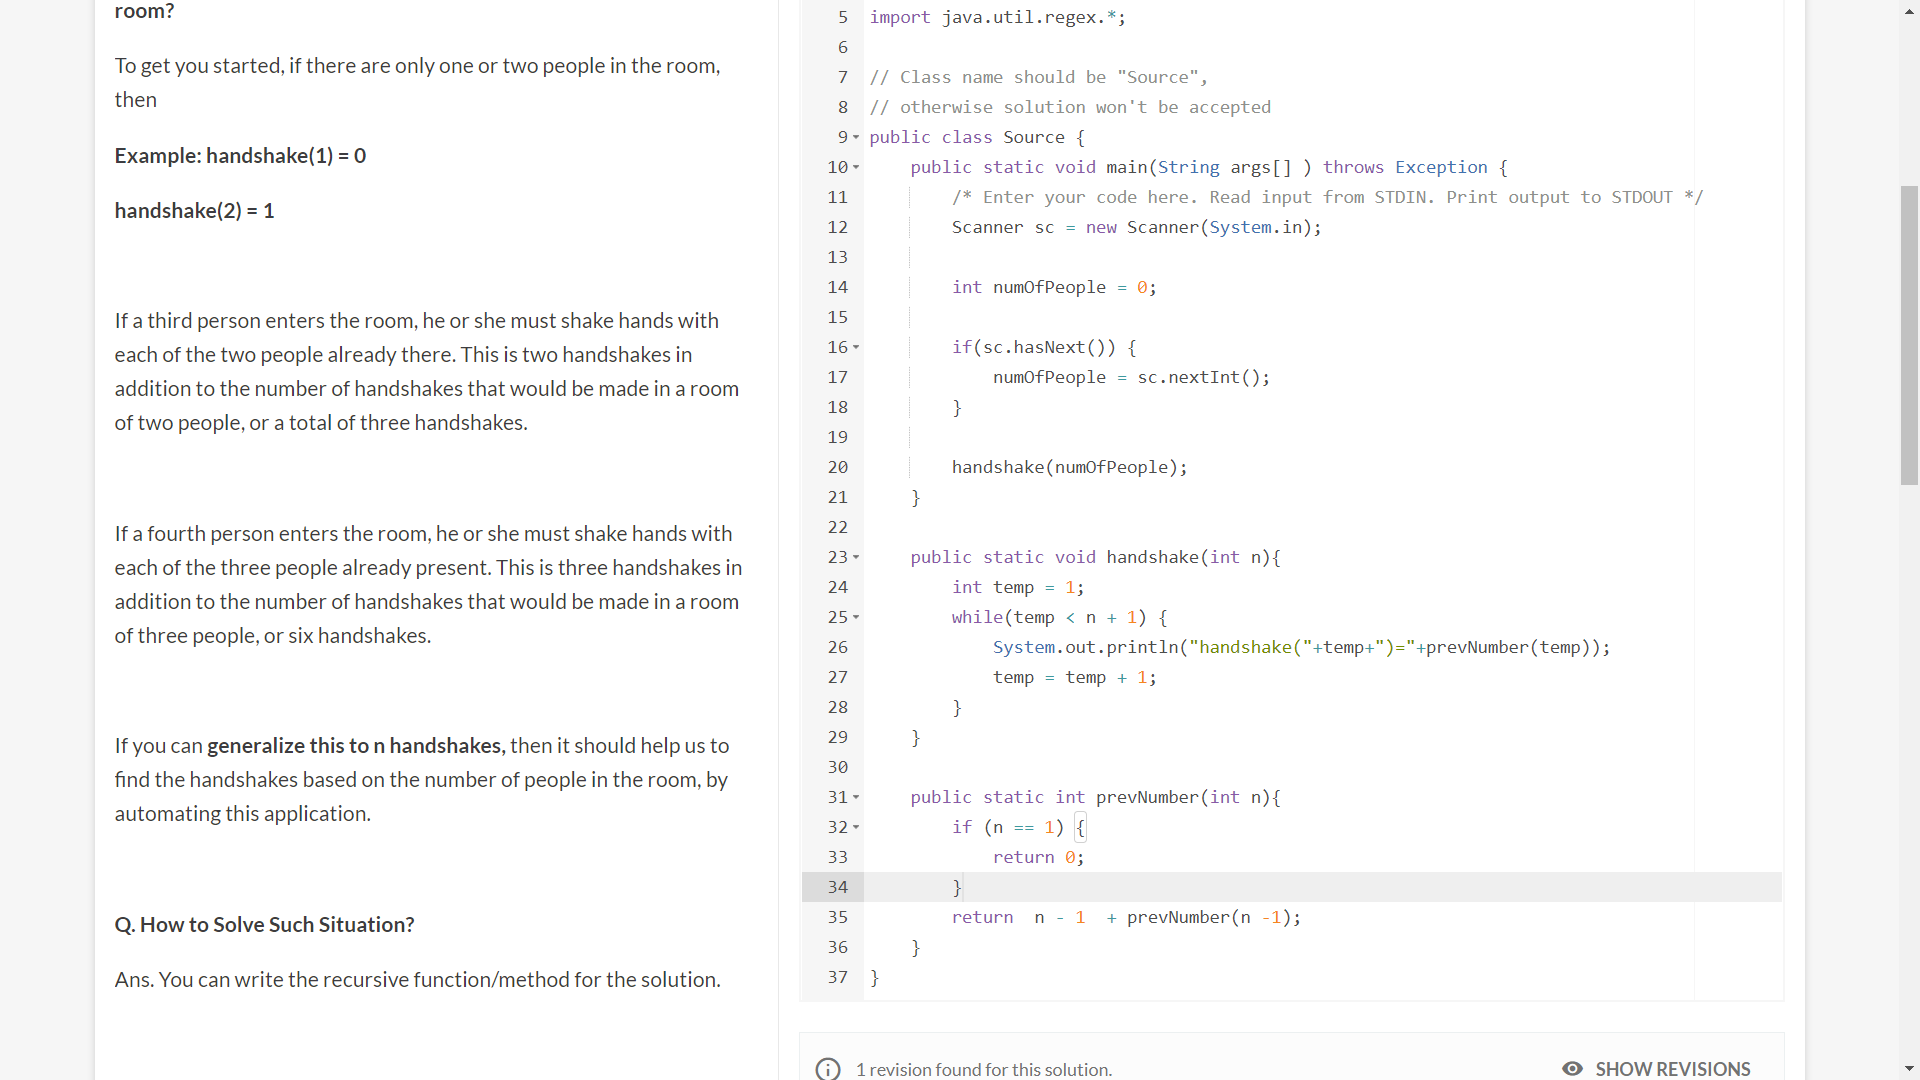 room?
To get you started, if there are only one or two people in the room,
then
Example: handshake(1) = 0
handshake(2) = 1
If a third person enters the room, he or she must shake hands with
each of the two people already there. This is two handshakes in
addition to the number of handshakes that would be made in a room
of two people, or a total of three handshakes.
If a fourth person enters the room, he or she must shake hands with
each of the three people already present. This is three handshakes in
addition to the number of handshakes that would be made in a room
of three people, or six handshakes.
If you can generalize this to n handshakes, then it should help us to
find the handshakes based on the number of people in the room, by
automating this application.
Q. How to Solve Such Situation?
Ans. You can write the recursive function/method for the solution.
5 import java.util.regex.*;
6
7 // Class name should be "Source",
8 // otherwise solution won't be accepted
9 public class Source {
10     public static void main(String args[] ) throws Exception {
11         /* Enter your code here. Read input from STDIN. Print output to STDOUT */
12         Scanner sc = new Scanner(System.in);
13
14         int numOfPeople = 0;
15
16         if(sc.hasNext()) {
17             numOfPeople = sc.nextInt();
18         }
19
20         handshake(numOfPeople);
21     }
22
23     public static void handshake(int n){
24         int temp = 1;
25         while(temp < n + 1) {
26             System.out.println("handshake("+temp+")="+prevNumber(temp));
27             temp = temp + 1;
28         }
29     }
30
31     public static int prevNumber(int n){
32         if (n == 1) {
33             return 0;
34         }
35         return  n - 1  + prevNumber(n -1);
36     }
37 }
1 revision found for this solution.
SHOW REVISIONS